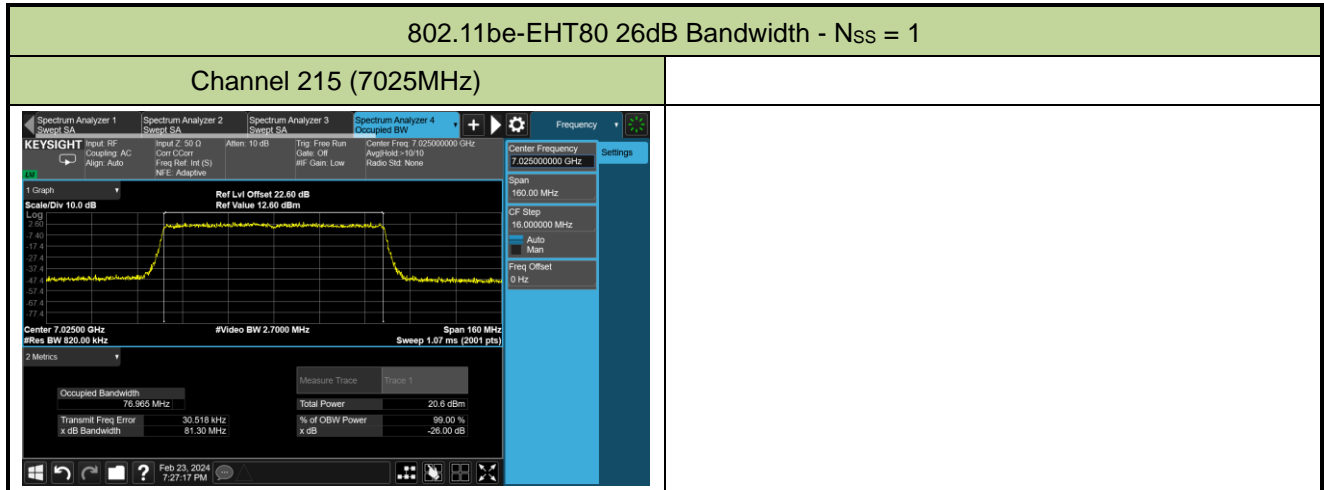 802.11be-EHT80 26dB Bandwidth - NSS = 1
Channel 215 (7025MHz)
Spectrum Analyzer 1 Swept SA
Spectrum Analyzer 2 Swept SA
Spectrum Analyzer 3 Swept SA
Spectrum Analyzer 4 Occupied BW
+
Frequency
KEYSIGHT
Input: RF
Coupling: AC
Align: Auto
Input Z: 50 Ω
Corr CCorr
Freq Ref: Int (S)
NFE: Adaptive
Atten: 10 dB
Trig: Free Run
Gate: Off
#IF Gain: Low
Center Freq: 7.025000000 GHz
Avg|Hold:>10/10
Radio Std: None
LXI
1 Graph
Scale/Div 10.0 dB
Ref Lvl Offset 22.60 dB
Ref Value 12.60 dBm
Log
2.60
-7.40
-17.4
-27.4
-37.4
-47.4
-57.4
-67.4
-77.4
Center 7.02500 GHz
#Video BW 2.7000 MHz
Span 160 MHz
#Res BW 820.00 kHz
Sweep 1.07 ms (2001 pts)
2 Metrics
Measure Trace
Trace 1
Occupied Bandwidth
76.965 MHz
Total Power 20.6 dBm
Transmit Freq Error 30.518 kHz
% of OBW Power 99.00 %
x dB Bandwidth 81.30 MHz
x dB -26.00 dB
Center Frequency
7.025000000 GHz
Settings
Span
160.00 MHz
CF Step
16.000000 MHz
Auto
Man
Freq Offset
0 Hz
?
Feb 23, 2024
7:27:17 PM